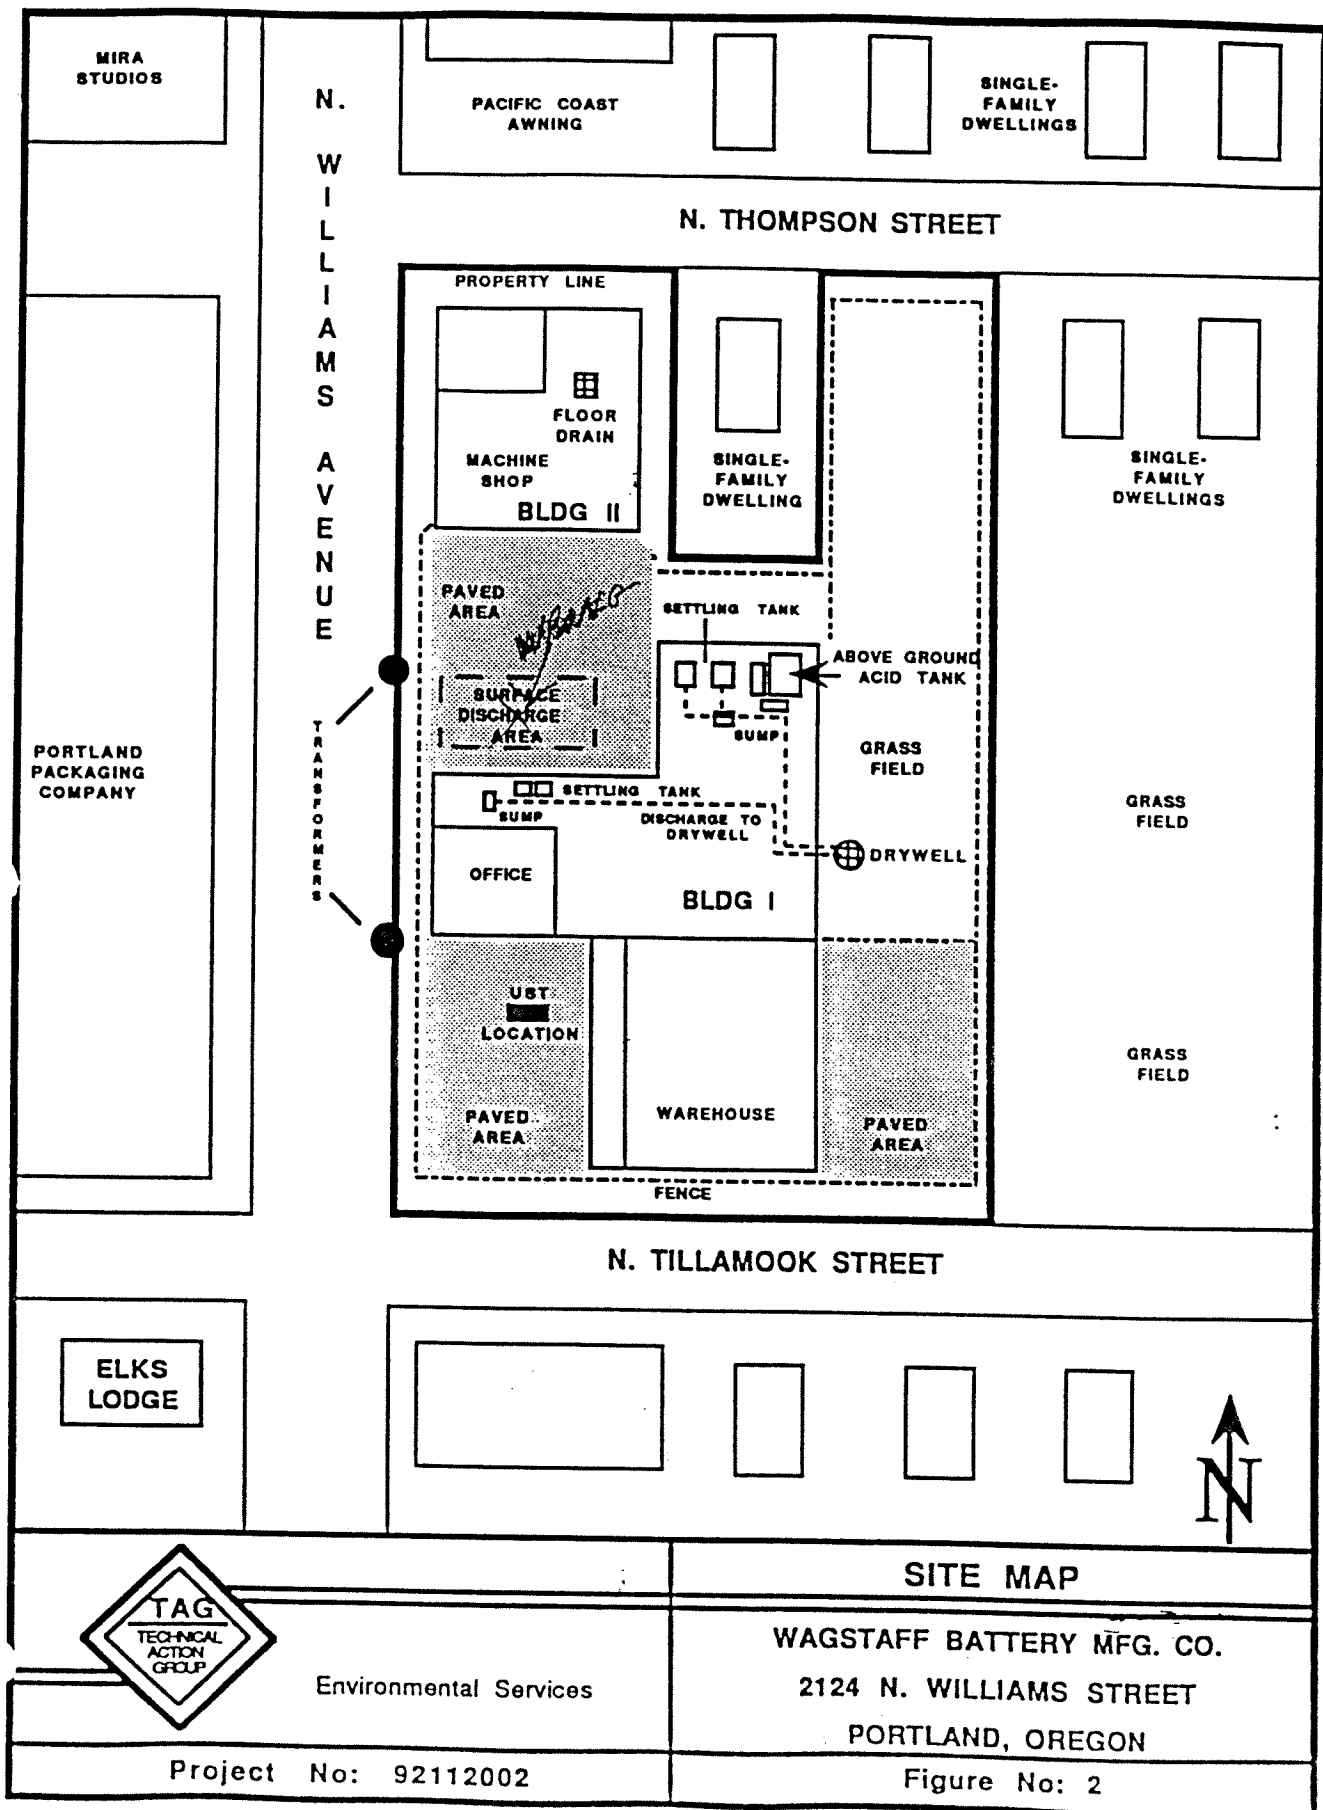 MIRA
STUDIOS
N. WILLIAMS AVENUE
PACIFIC COAST
AWNING
SINGLE-
FAMILY
DWELLINGS
N. THOMPSON STREET
PROPERTY LINE
FLOOR
DRAIN
MACHINE
SHOP
BLDG II
SINGLE-
FAMILY
DWELLING
SINGLE-
FAMILY
DWELLINGS
PAVED
AREA
SETTLING TANK
ABOVE GROUND
ACID TANK
SURFACE
DISCHARGE
AREA
SUMP
GRASS
FIELD
TRANSFORMERS
PORTLAND
PACKAGING
COMPANY
SETTLING TANK
SUMP
DISCHARGE TO
DRYWELL
GRASS
FIELD
DRYWELL
OFFICE
BLDG I
UST
LOCATION
GRASS
FIELD
PAVED
AREA
WAREHOUSE
PAVED
AREA
FENCE
N. TILLAMOOK STREET
ELKS
LODGE
N
TAG
TECHNICAL
ACTION
GROUP
Environmental Services
SITE MAP
WAGSTAFF BATTERY MFG. CO.
2124 N. WILLIAMS STREET
PORTLAND, OREGON
Project No: 92112002
Figure No: 2